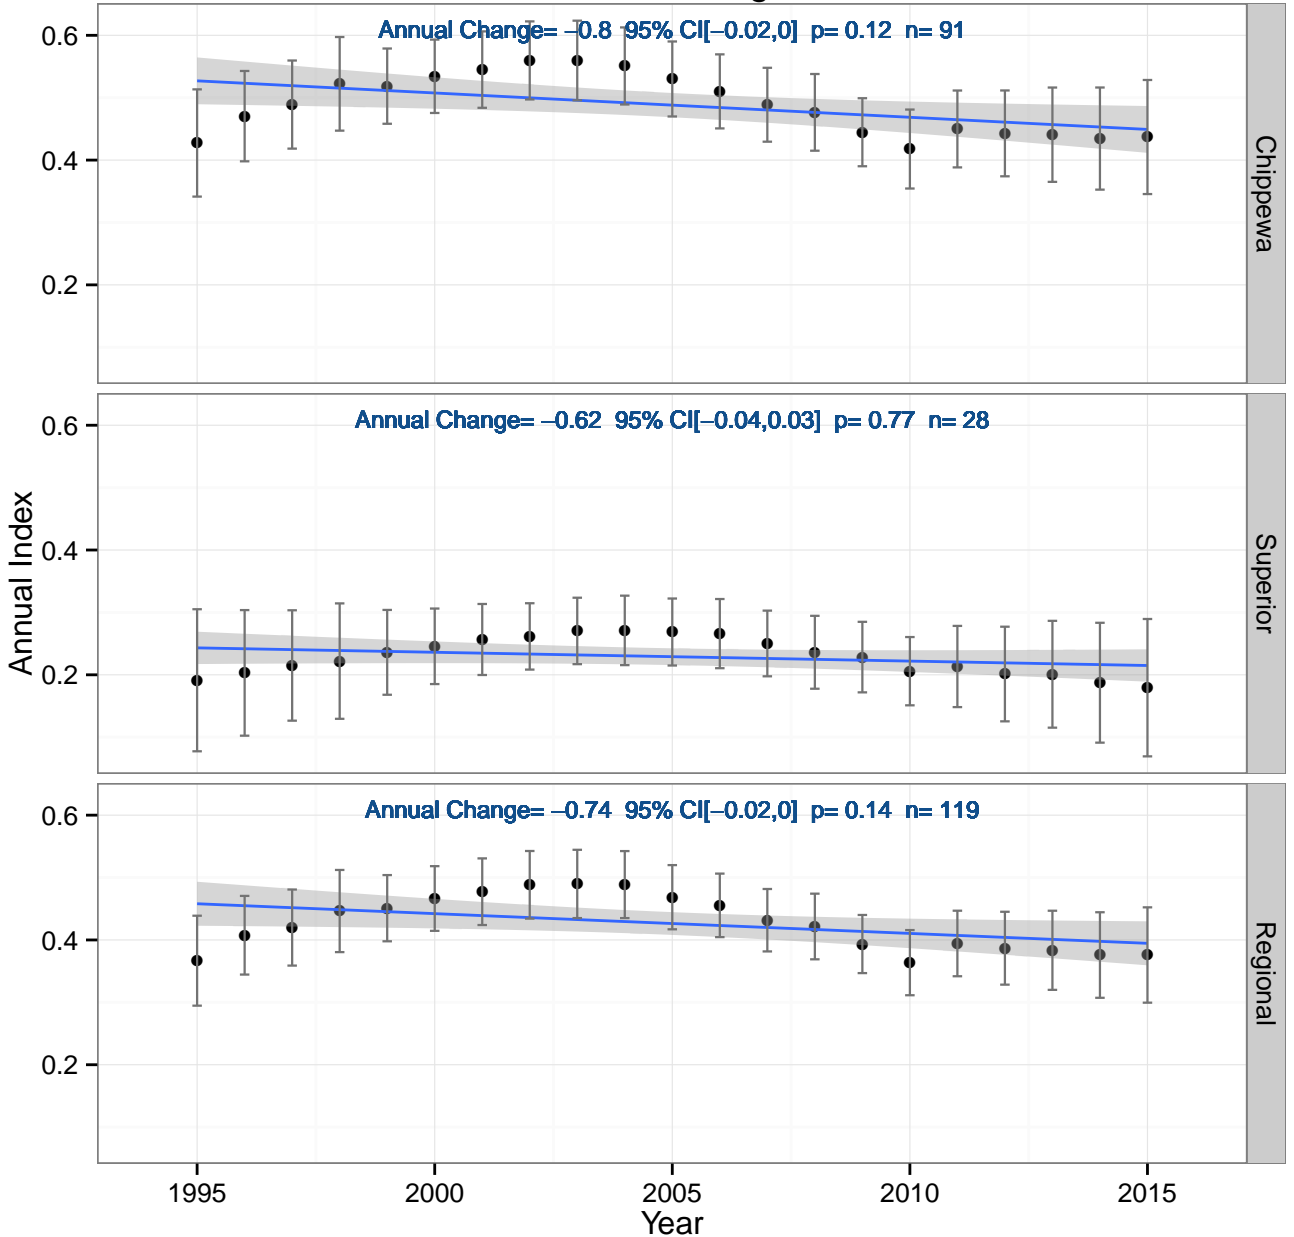 Annual Change= −0.8 95% CI[−0.02,0] p= 0.12 n= 91
0.6
0.4
0.2
Chippewa
Annual Change= −0.62 95% CI[−0.04,0.03] p= 0.77 n= 28
0.6
0.4
0.2
Superior
Annual Index
Annual Change= −0.74 95% CI[−0.02,0] p= 0.14 n= 119
0.6
0.4
0.2
Regional
1995 2000 2005 2010 2015
Year